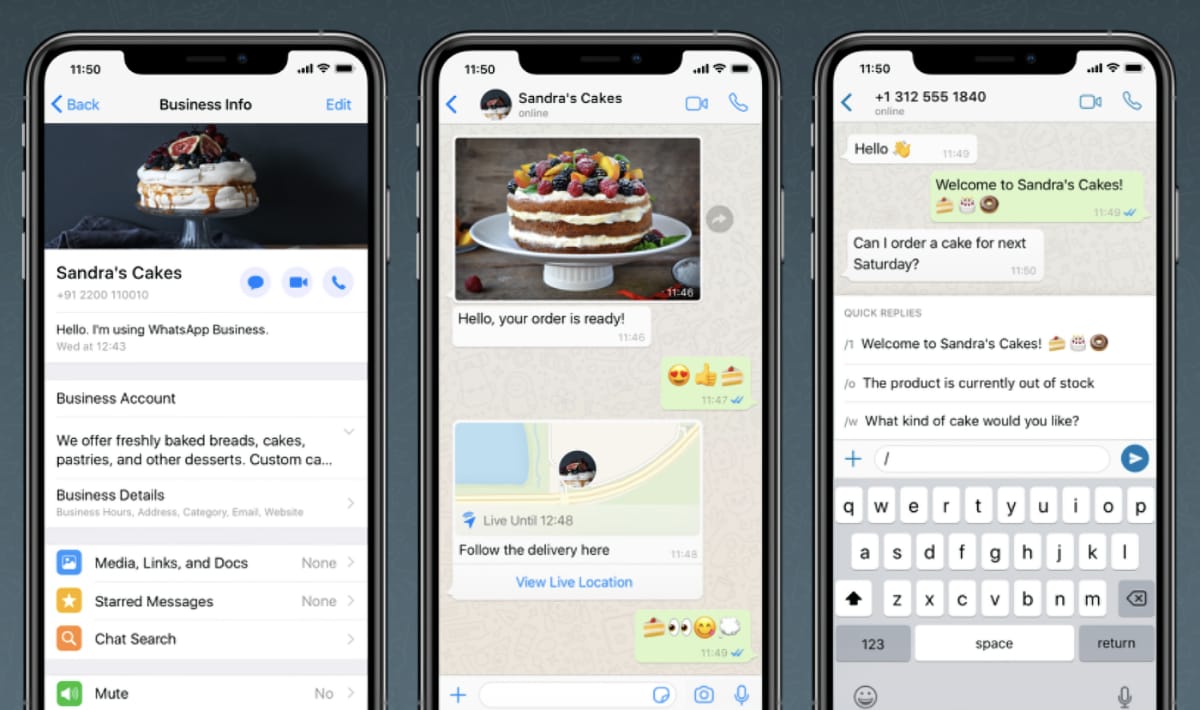 11:50
Back
Business Info
Edit
Sandra's Cakes
+91 2200 110010
Hello. I'm using WhatsApp Business.
Wed at 12:43
Business Account
We offer freshly baked breads, cakes,
pastries, and other desserts. Custom ca...
Business Details
Business Hours, Address, Category, Email, Website
Media, Links, and Docs None
Starred Messages None
Chat Search
Mute No
11:50
Sandra's Cakes
online
11:46
Hello, your order is ready!
11:46
😍👍🍰
11:47
Live Until 12:48
Follow the delivery here
11:48
View Live Location
🍰👀😋💭
11:49
11:50
+1 312 555 1840
online
Hello 👋
11:49
Welcome to Sandra's Cakes!
🍰🎂🍩
11:49
Can I order a cake for next
Saturday?
11:50
QUICK REPLIES
/1 Welcome to Sandra's Cakes! 🍰🎂🍩
/o The product is currently out of stock
/w What kind of cake would you like?
/
q w e r t y u i o p
a s d f g h j k l
z x c v b n m
123 space return